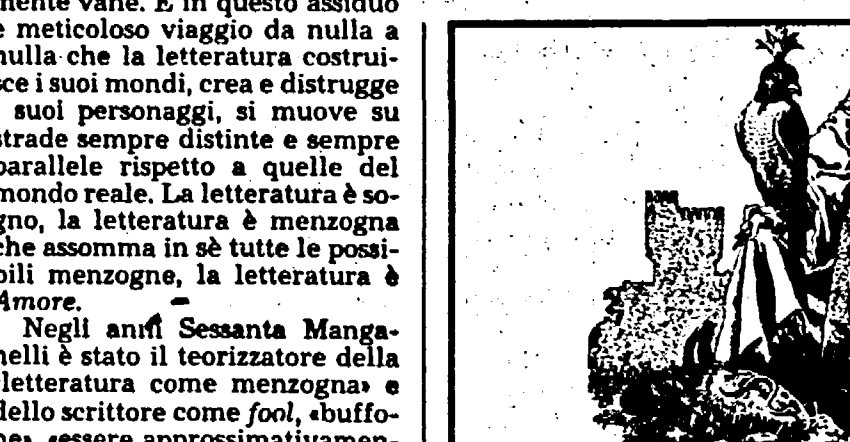 mente vane. E in questo assiduo
e meticoloso viaggio da nulla a
nulla che la letteratura costrui-
sce i suoi mondi, crea e distrugge
i suoi personaggi, si muove su
strade sempre distinte e sempre
parallele rispetto a quelle del
mondo reale. La letteratura è so-
gno, la letteratura è menzogna
che assomma in sè tutte le possi-
bili menzogne, la letteratura è
Amore.
Negli anni Sessanta Manga-
nelli è stato il teorizzatore della
«letteratura come menzogna» e
dello scrittore come fool, «buffo-
ne», «essere approssimativamen-